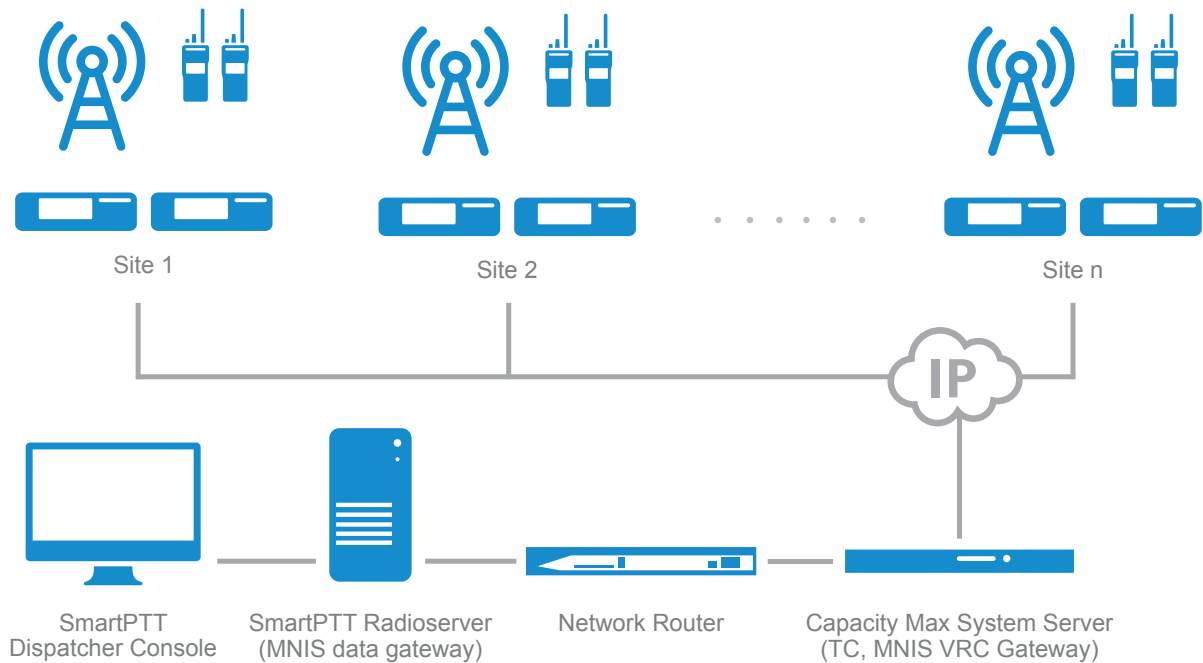 Site 1
Site 2
Site n
IP
SmartPTT
Dispatcher Console
SmartPTT Radioserver
(MNIS data gateway)
Network Router
Capacity Max System Server
(TC, MNIS VRC Gateway)